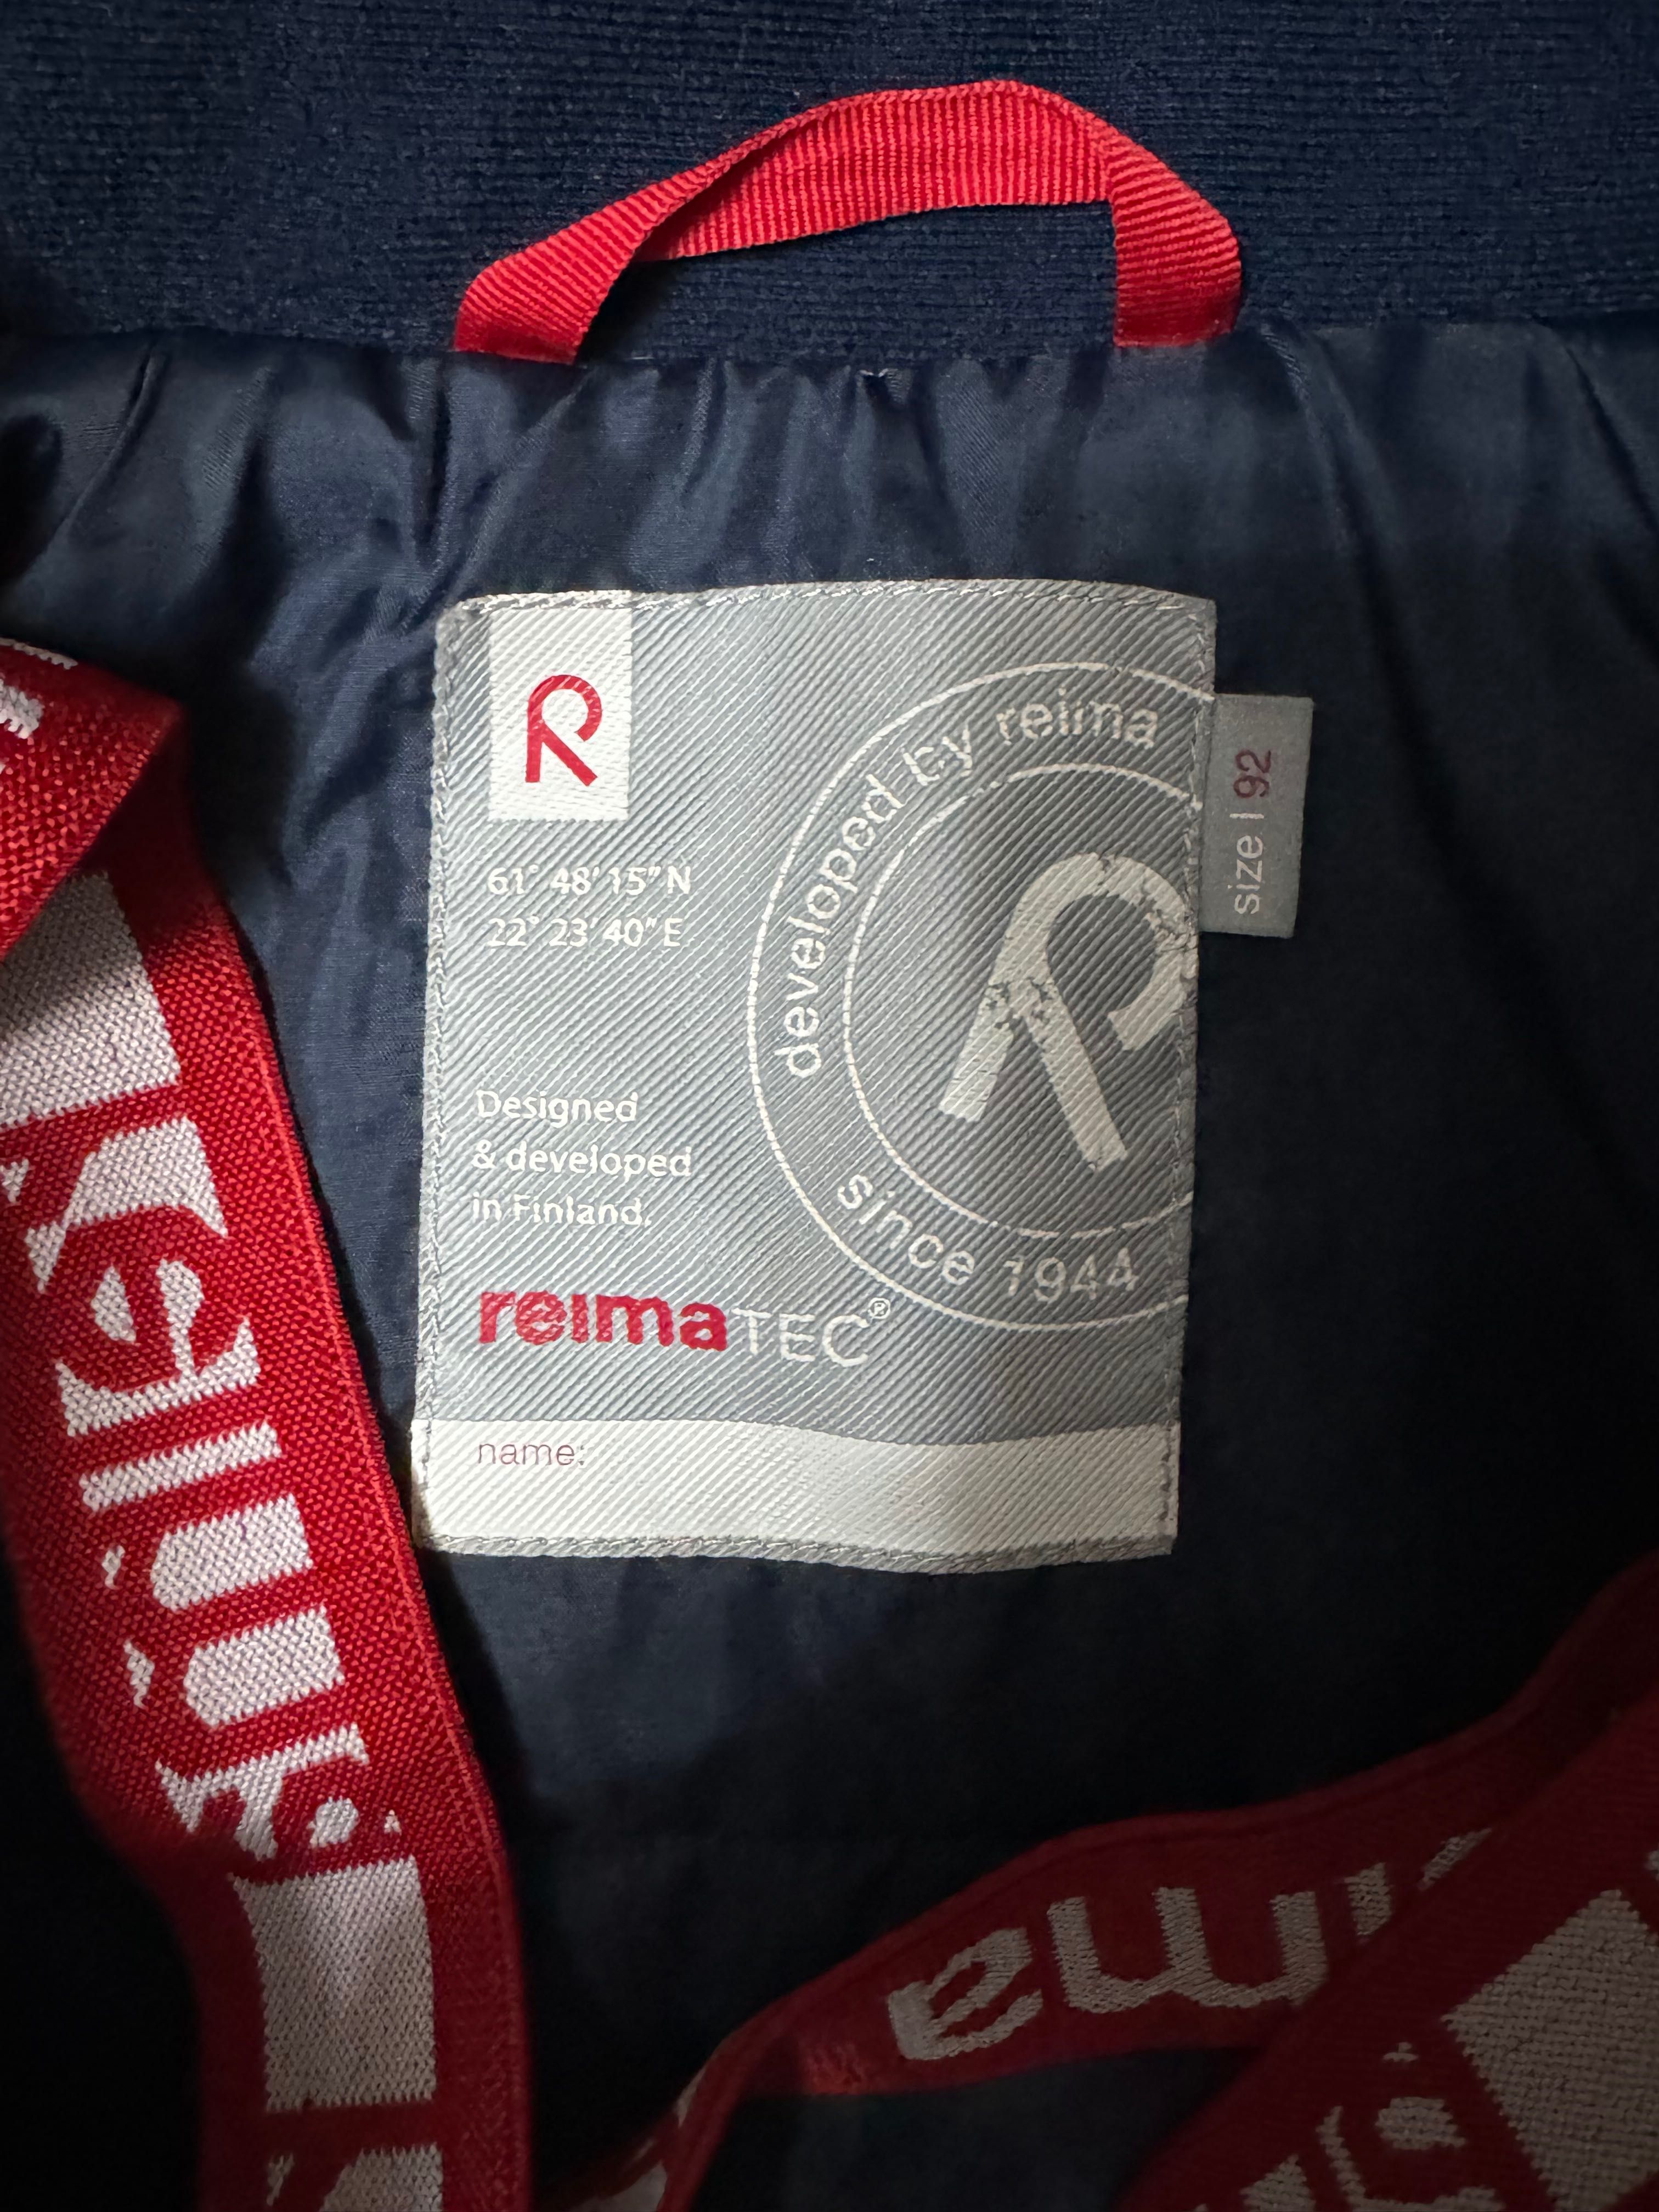 R
61° 48' 15" N
22° 23' 40" E
developed by reima
R
since 1944
size | 92
Designed
& developed
in Finland.
reimaTEC®
name:
reima